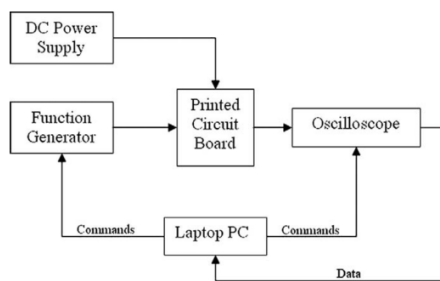 DC Power
Supply
Function
Generator
Printed
Circuit
Board
Oscilloscope
Commands
Laptop PC
Commands
Data